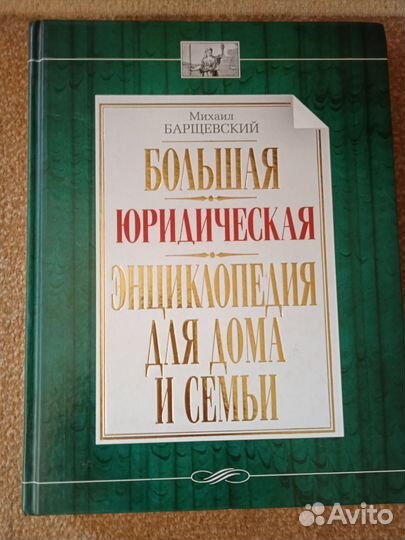 Михаил
БАРЩЕВСКИЙ
БОЛЬШАЯ
ЮРИДИЧЕСКАЯ
ЭНЦИКЛОПЕДИЯ
ДЛЯ ДОМА
И СЕМЬИ
Avito